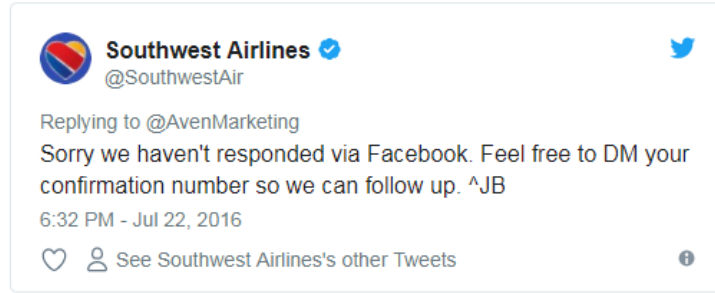 Southwest Airlines
@SouthwestAir
Replying to @AvenMarketing
Sorry we haven't responded via Facebook. Feel free to DM your
confirmation number so we can follow up. ^JB
6:32 PM - Jul 22, 2016
See Southwest Airlines's other Tweets